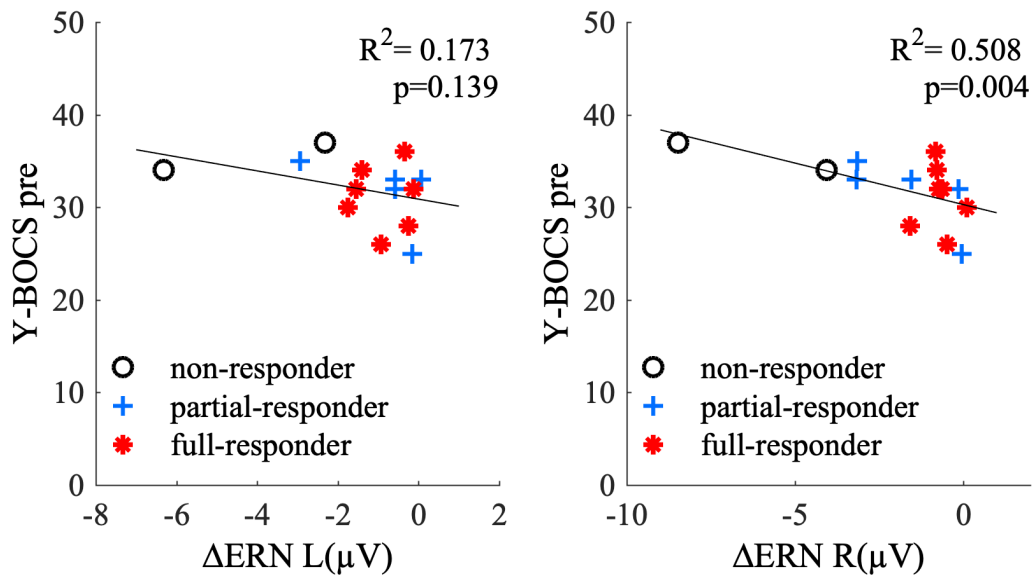 50
40
30
20
10
0
Y-BOCS pre
R²= 0.173
p=0.139
non-responder
partial-responder
full-responder
-8 -6 -4 -2 0 2
ΔERN L(μV)
50
40
30
20
10
0
Y-BOCS pre
R²= 0.508
p=0.004
non-responder
partial-responder
full-responder
-10 -5 0
ΔERN R(μV)